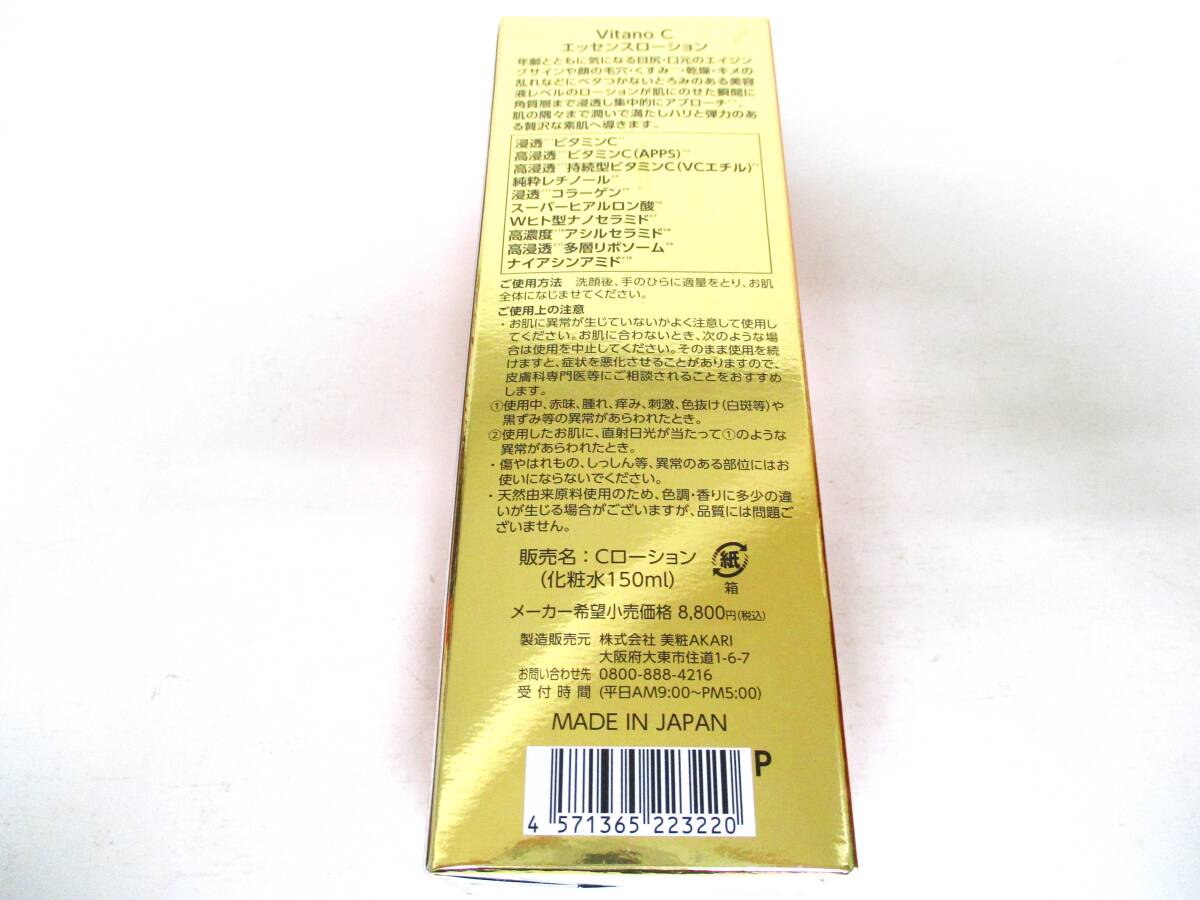 Vitano C
エッセンスローション
年齢とともに気になる目尻・口元のエイジン
グサインや顔の毛穴・くすみ・乾燥・キメの
乱れなどにベタつかないとろみのある美容
液レベルのローションが肌にのせた瞬間に
角質層まで浸透し集中的にアプローチ。
肌の隅々まで潤いで満たしハリと弾力のあ
る贅沢な素肌へ導きます。
浸透 ビタミンC
高浸透 ビタミンC(APPS)
高浸透 持続型ビタミンC(VCエチル)
純粋レチノール
浸透 コラーゲン
スーパーヒアルロン酸
Wヒト型ナノセラミド
高濃度 アシルセラミド
高浸透 多層リポソーム
ナイアシンアミド
ご使用方法 洗顔後、手のひらに適量をとり、お肌
全体になじませてください。
ご使用上の注意
・お肌に異常が生じていないかよく注意して使用し
てください。お肌に合わないとき、次のような場
合は使用を中止してください。そのまま使用を続
けますと、症状を悪化させることがありますので、
皮膚科専門医等にご相談されることをおすすめ
します。
①使用中、赤味、腫れ、痒み、刺激、色抜け(白斑等)や
黒ずみ等の異常があらわれたとき。
②使用したお肌に、直射日光が当たって①のような
異常があらわれたとき。
・傷やはれもの、しっしん等、異常のある部位にはお
使いにならないでください。
・天然由来原料使用のため、色調・香りに多少の違
いが生じる場合がございますが、品質には問題ご
ざいません。
販売名：Cローション
(化粧水150ml)
紙
箱
メーカー希望小売価格 8,800円(税込)
製造販売元 株式会社 美粧AKARI
大阪府大東市住道1-6-7
お問い合わせ先 0800-888-4216
受付時間 (平日AM9:00~PM5:00)
MADE IN JAPAN
P
4 571365 223220